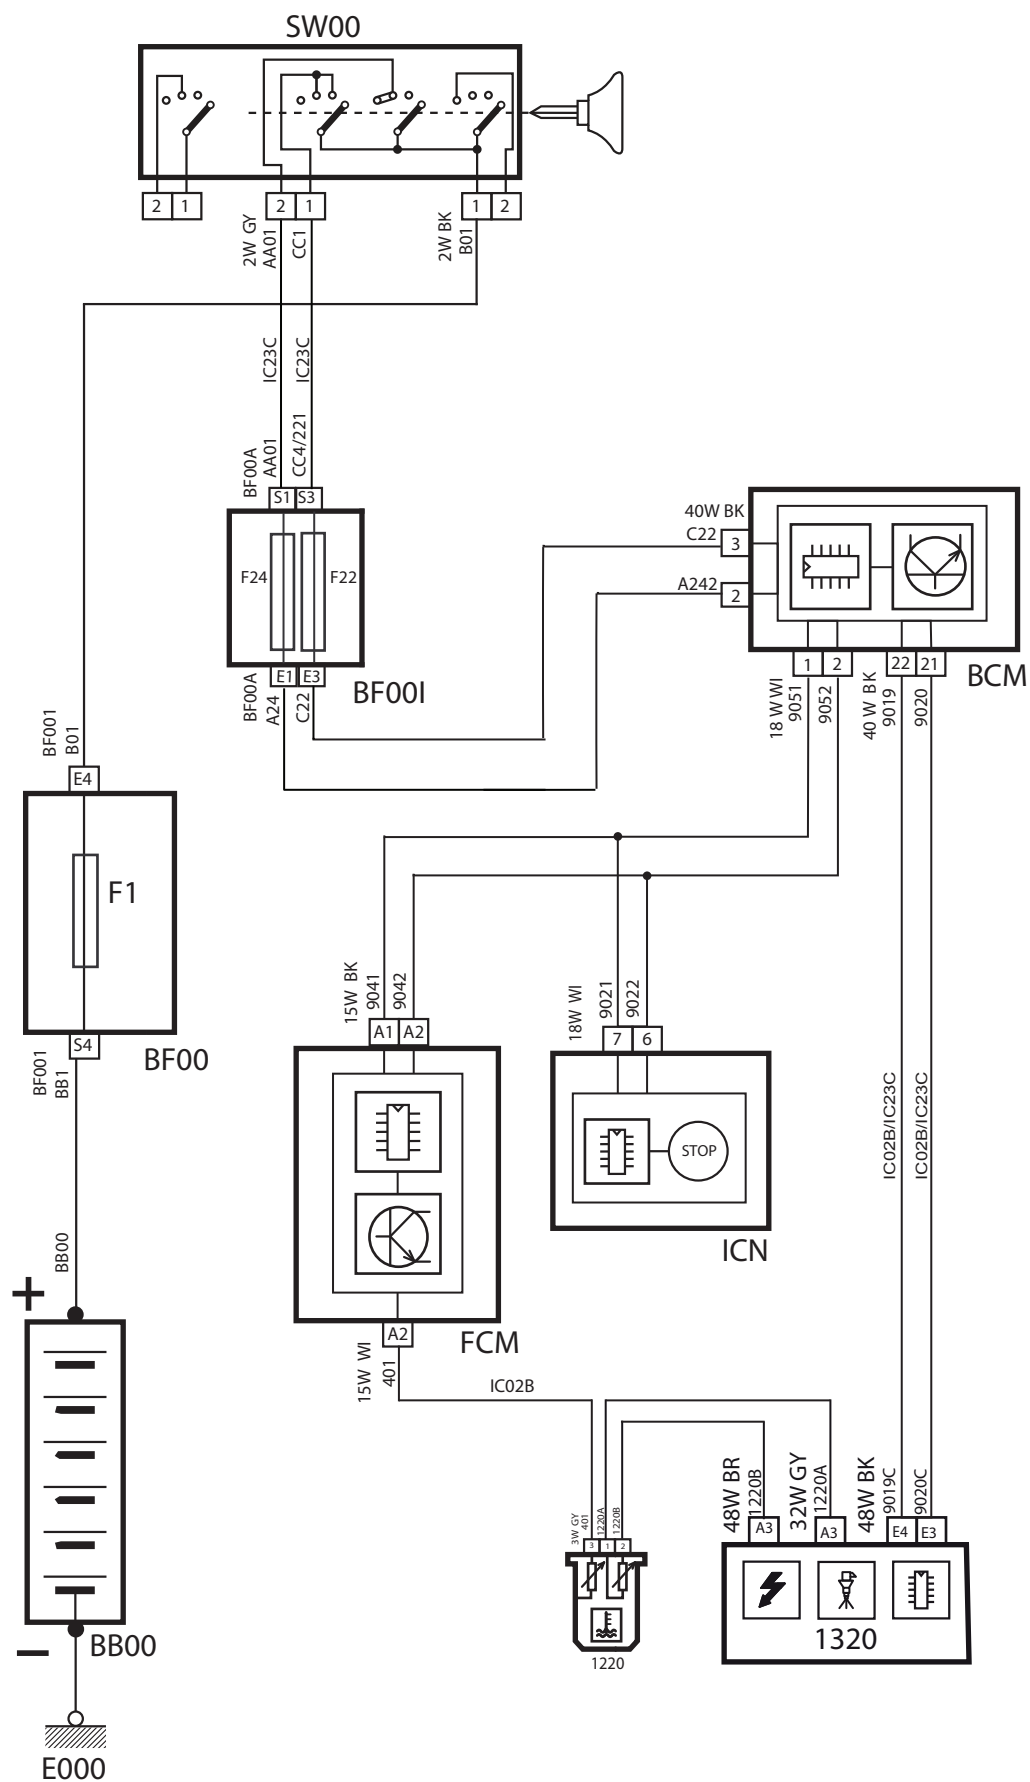 SW00
2 1
2 1
1 2
2W GY
AA01
CC1
2W BK
B01
IC23C
IC23C
BF00A
AA01
CC4/221
S1 S3
F24
F22
E1 E3
BF00I
BF00A
A24
C22
40W BK
C22
3
A242
2
1 2
22 21
BCM
18 W WI
9051
9052
40 W BK
9019
9020
BF001
B01
E4
F1
S4
BF00
BF001
BB1
15W BK
9041
9042
A1 A2
18W WI
9021
9022
7 6
STOP
ICN
IC02B/IC23C
IC02B/IC23C
A2
FCM
15W WI
401
IC02B
BB00
+
BB00
−
E000
3W GY
401
1220A
1220B
3 1 2
1220
48W BR
1220B
32W GY
1220A
48W BK
9019C
9020C
A3
A3
E4 E3
1320